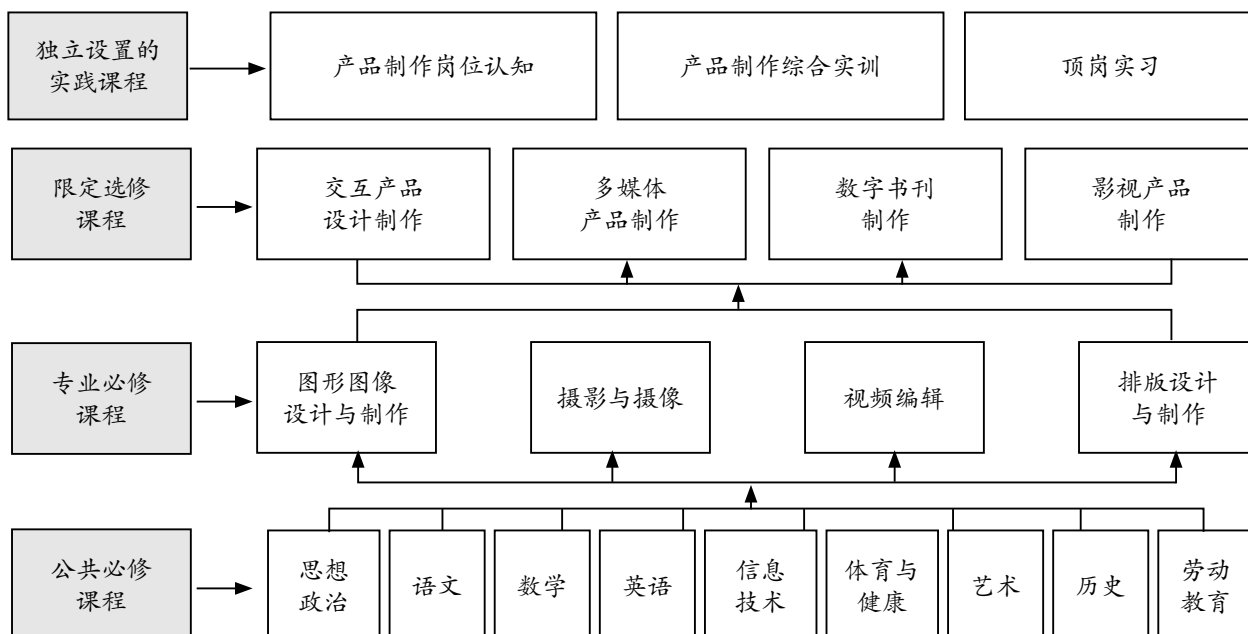 独立设置的
实践课程
产品制作岗位认知
产品制作综合实训
顶岗实习
限定选修
课程
交互产品
设计制作
多媒体
产品制作
数字书刊
制作
影视产品
制作
专业必修
课程
图形图像
设计与制作
摄影与摄像
视频编辑
排版设计
与制作
公共必修
课程
思想
政治
语文
数学
英语
信息
技术
体育与
健康
艺术
历史
劳动
教育